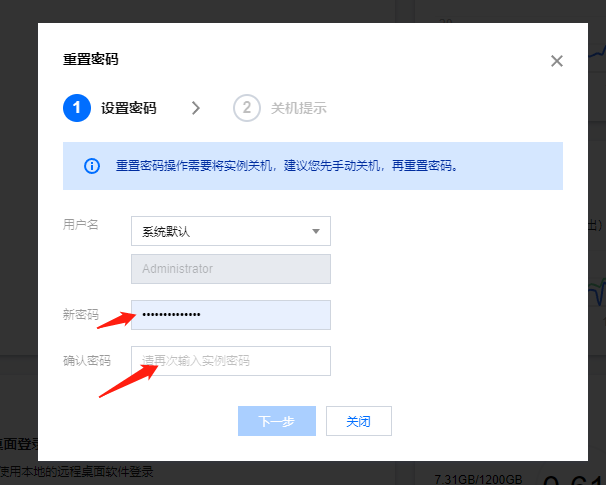 重置密码
1 设置密码 2 关机提示
重置密码操作需要将实例关机，建议您先手动关机，再重置密码。
用户名 系统默认
Administrator
新密码 ••••••••••••••
确认密码 请再次输入实例密码
下一步 关闭
出）
桌面登录
使用本地的远程桌面软件登录
7.31GB/1200GB